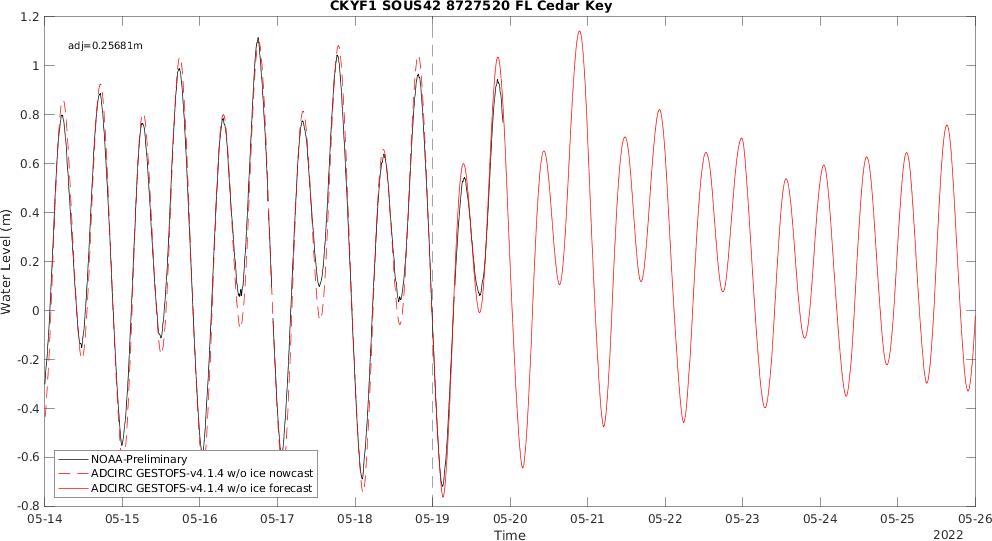 CKYF1 SOUS42 8727520 FL Cedar Key
adj=0.25681m
1.2
1
0.8
0.6
0.4
0.2
0
-0.2
-0.4
-0.6
-0.8
Water Level (m)
NOAA-Preliminary
ADCIRC GESTOFS-v4.1.4 w/o ice nowcast
ADCIRC GESTOFS-v4.1.4 w/o ice forecast
05-14 05-15 05-16 05-17 05-18 05-19 05-20 05-21 05-22 05-23 05-24 05-25 05-26
Time
2022